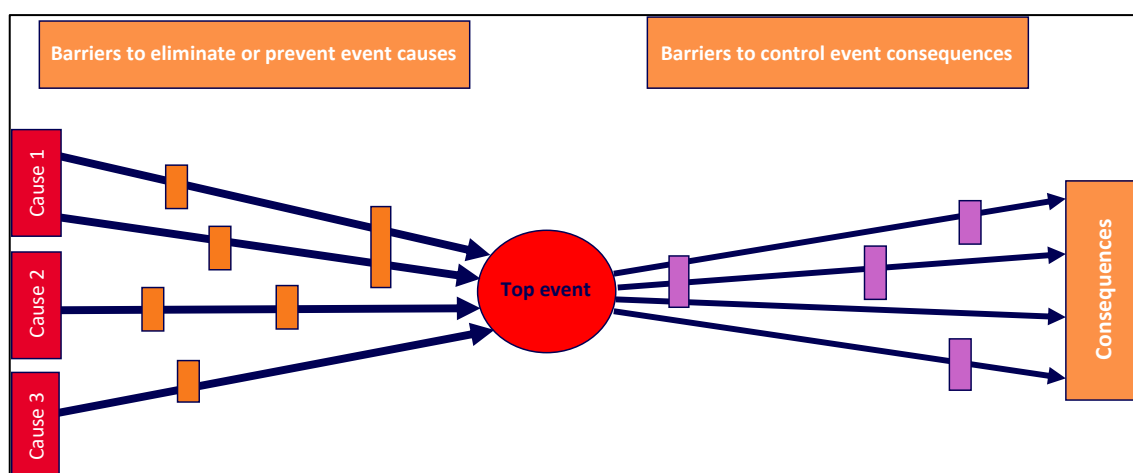 Barriers to eliminate or prevent event causes
Barriers to control event consequences
Cause 1
Cause 2
Cause 3
Top event
Consequences